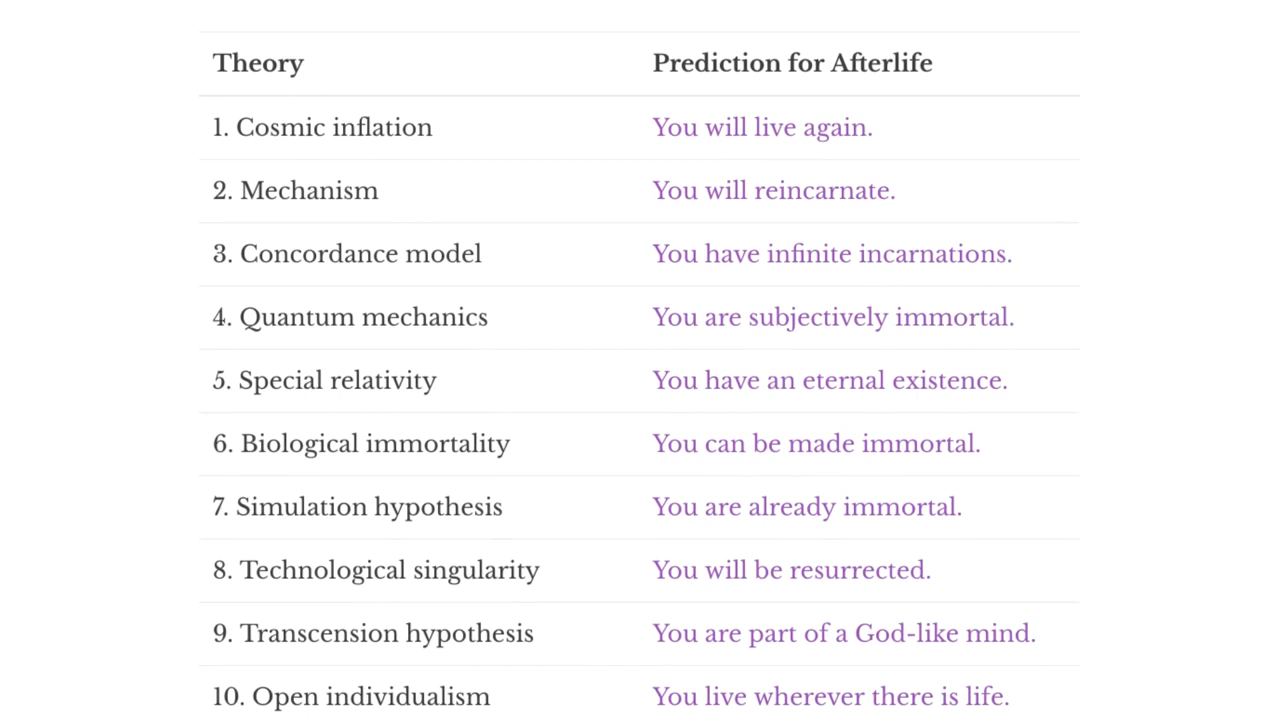 Theory Prediction for Afterlife
1. Cosmic inflation You will live again.
2. Mechanism You will reincarnate.
3. Concordance model You have infinite incarnations.
4. Quantum mechanics You are subjectively immortal.
5. Special relativity You have an eternal existence.
6. Biological immortality You can be made immortal.
7. Simulation hypothesis You are already immortal.
8. Technological singularity You will be resurrected.
9. Transcension hypothesis You are part of a God-like mind.
10. Open individualism You live wherever there is life.